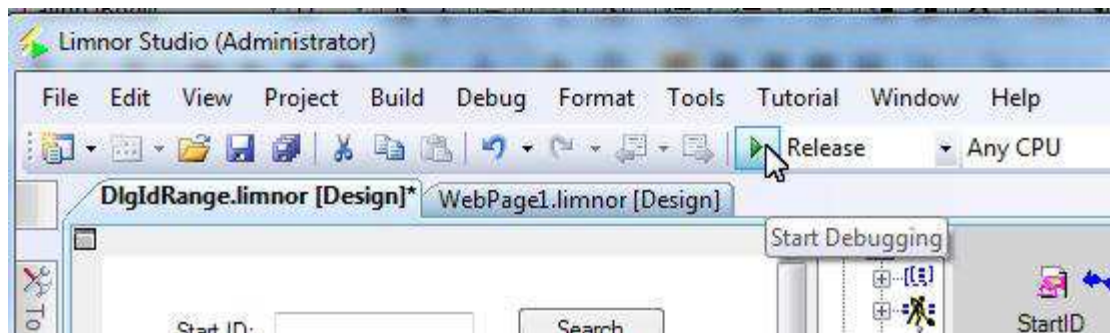 Limnor Studio (Administrator)
File Edit View Project Build Debug Format Tools Tutorial Window Help
Release Any CPU
DlgIdRange.limnor [Design]* WebPage1.limnor [Design]
Start Debugging
To
Start ID: Search StartID